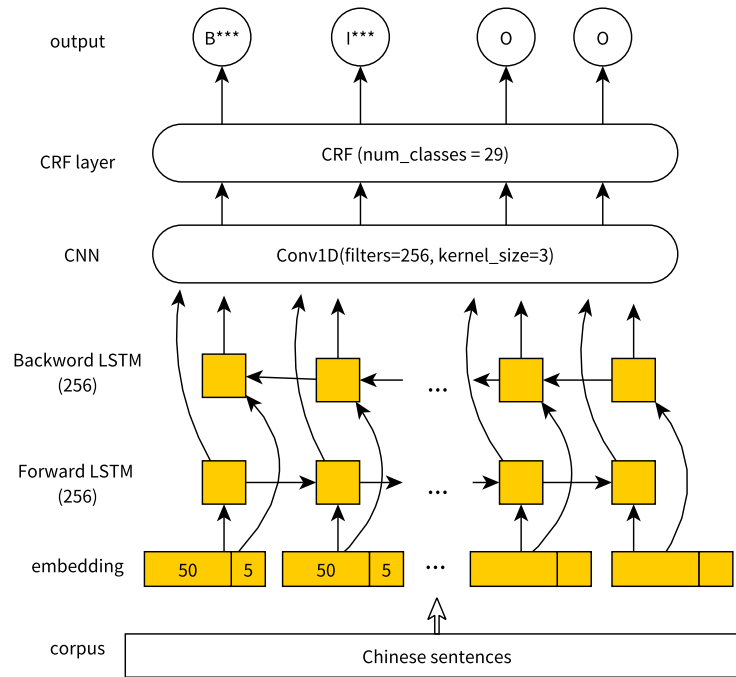 output B*** I*** O O
CRF layer CRF (num_classes = 29)
CNN Conv1D(filters=256, kernel_size=3)
Backword LSTM
(256)
...
Forward LSTM
(256)
...
embedding 50 5 50 5 ...
corpus Chinese sentences